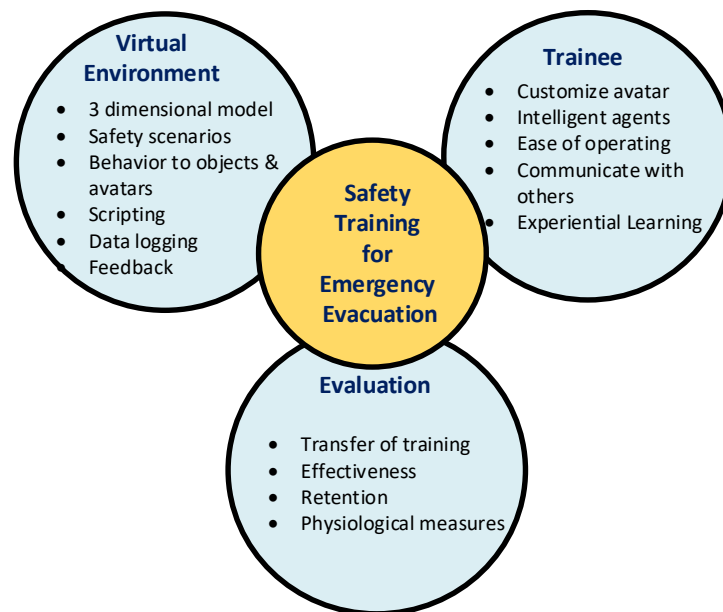 Virtual
Environment
• 3 dimensional model
• Safety scenarios
• Behavior to objects &
avatars
• Scripting
• Data logging
• Feedback
Trainee
• Customize avatar
• Intelligent agents
• Ease of operating
• Communicate with
others
• Experiential Learning
Safety
Training
for
Emergency
Evacuation
Evaluation
• Transfer of training
• Effectiveness
• Retention
• Physiological measures